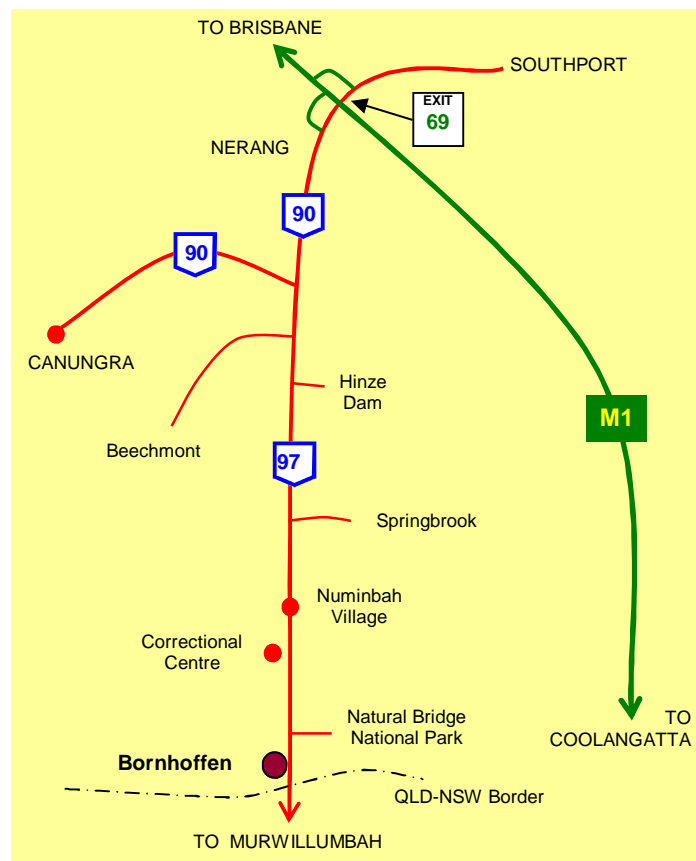 TO BRISBANE
SOUTHPORT
EXIT
69
NERANG
90
90
CANUNGRA
Hinze
Dam
M1
Beechmont
97
Springbrook
Numinbah
Village
Correctional
Centre
Natural Bridge
National Park
TO
COOLANGATTA
Bornhoffen
QLD-NSW Border
TO MURWILLUMBAH